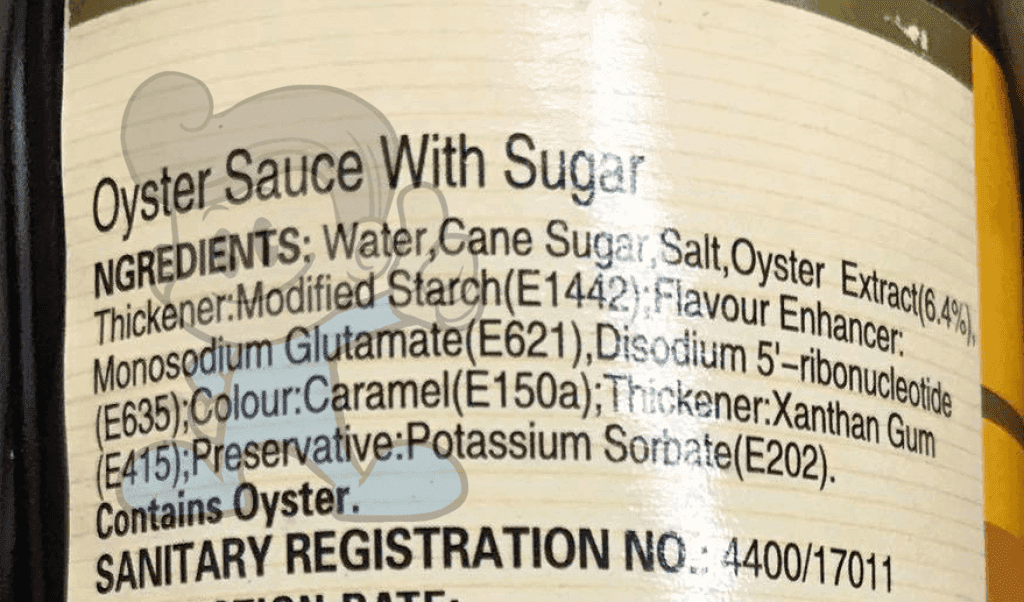 Oyster Sauce With Sugar
NGREDIENTS: Water,Cane Sugar,Salt,Oyster Extract(6.4%),
Thickener:Modified Starch(E1442);Flavour Enhancer:
Monosodium Glutamate(E621),Disodium 5'-ribonucleotide
(E635);Colour:Caramel(E150a);Thickener:Xanthan Gum
(E415);Preservative:Potassium Sorbate(E202).
Contains Oyster.
SANITARY REGISTRATION NO.: 4400/17011
DATE: